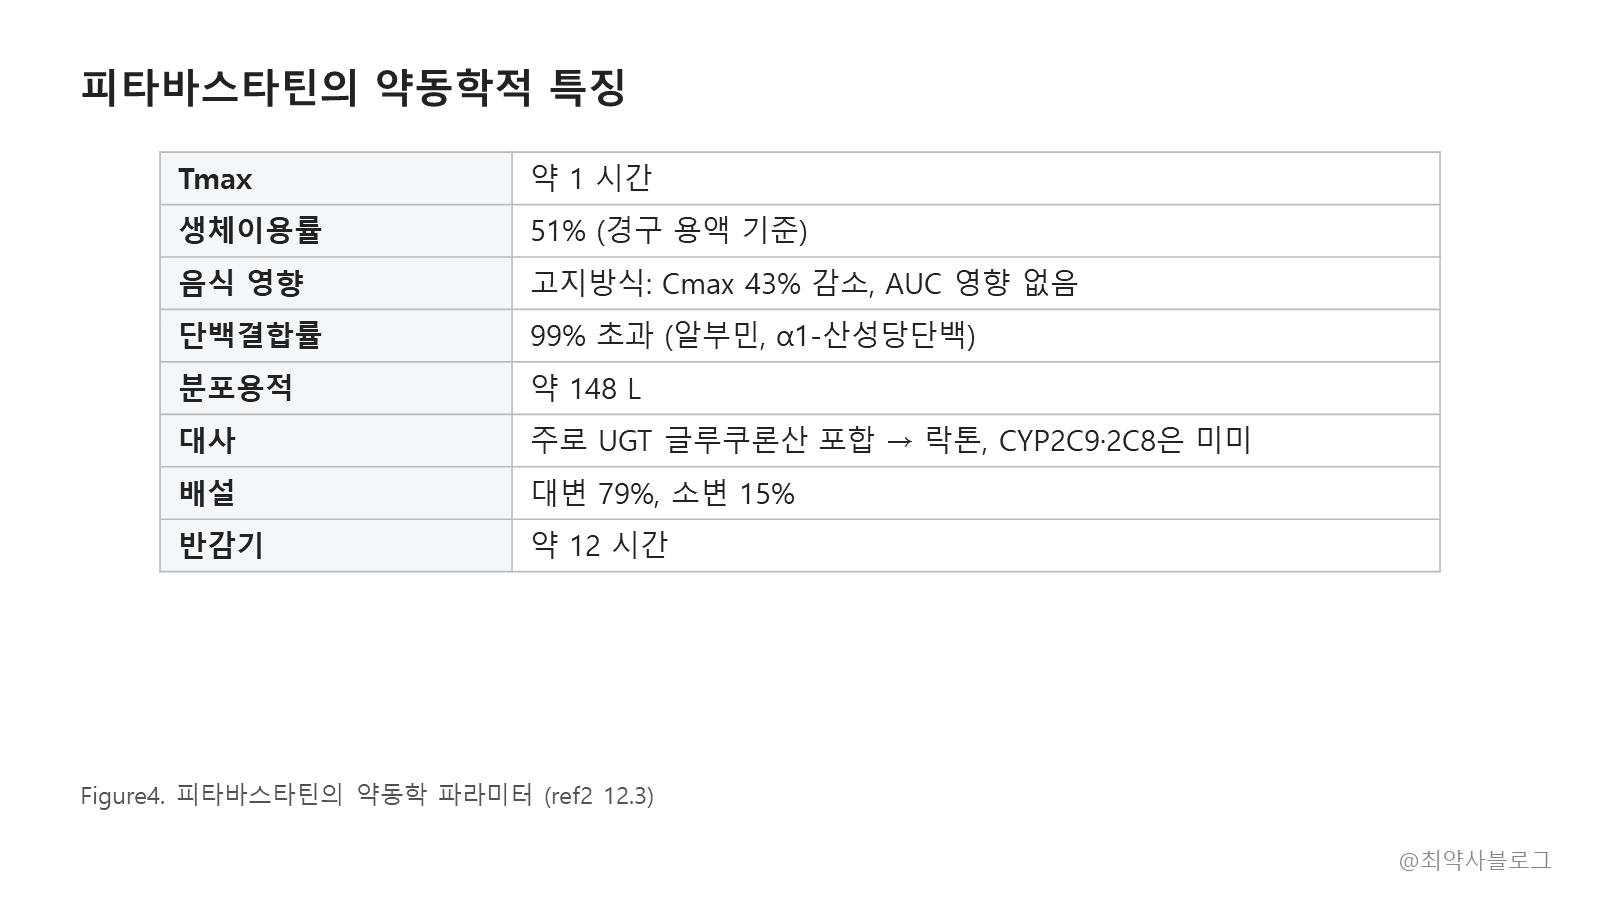 피타바스타틴의 약동학적 특징
Tmax 약 1 시간
생체이용률 51% (경구 용액 기준)
음식 영향 고지방식: Cmax 43% 감소, AUC 영향 없음
단백결합률 99% 초과 (알부민, α1-산성당단백)
분포용적 약 148 L
대사 주로 UGT 글루쿠론산 포합 → 락톤, CYP2C9·2C8은 미미
배설 대변 79%, 소변 15%
반감기 약 12 시간
Figure4. 피타바스타틴의 약동학 파라미터 (ref2 12.3)
@최약사블로그